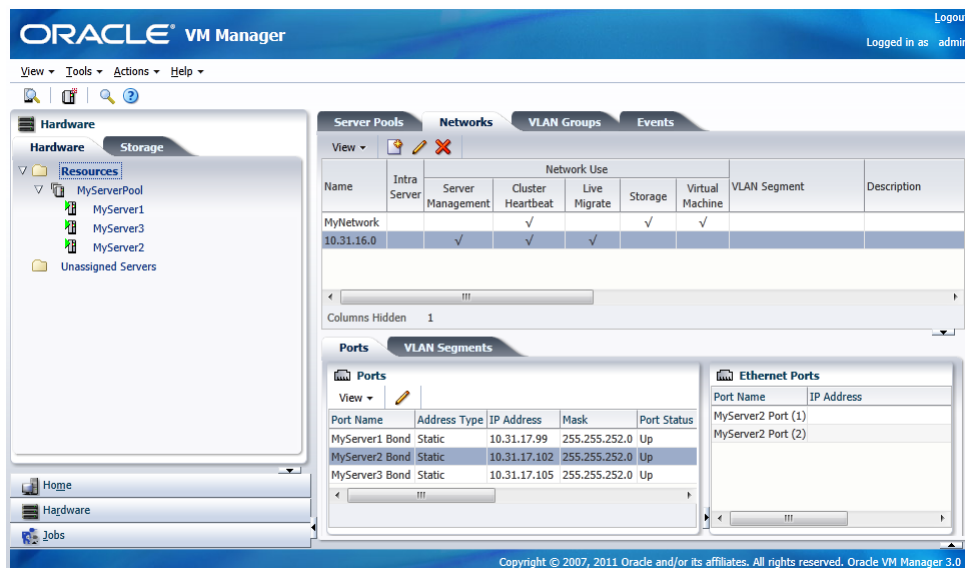 ORACLE® VM Manager
Logout
Logged in as admin
View Tools Actions Help
Hardware
Hardware Storage
Resources
MyServerPool
MyServer1
MyServer3
MyServer2
Unassigned Servers
Home
Hardware
Jobs
Server Pools Networks VLAN Groups Events
View
Name Intra Server Network Use VLAN Segment Description
Server Management Cluster Heartbeat Live Migrate Storage Virtual Machine
MyNetwork √ √ √
10.31.16.0 √ √ √
Columns Hidden 1
Ports VLAN Segments
Ports
View
Port Name Address Type IP Address Mask Port Status
MyServer1 Bond Static 10.31.17.99 255.255.252.0 Up
MyServer2 Bond Static 10.31.17.102 255.255.252.0 Up
MyServer3 Bond Static 10.31.17.105 255.255.252.0 Up
Ethernet Ports
Port Name IP Address
MyServer2 Port (1)
MyServer2 Port (2)
Copyright © 2007, 2011 Oracle and/or its affiliates. All rights reserved. Oracle VM Manager 3.0